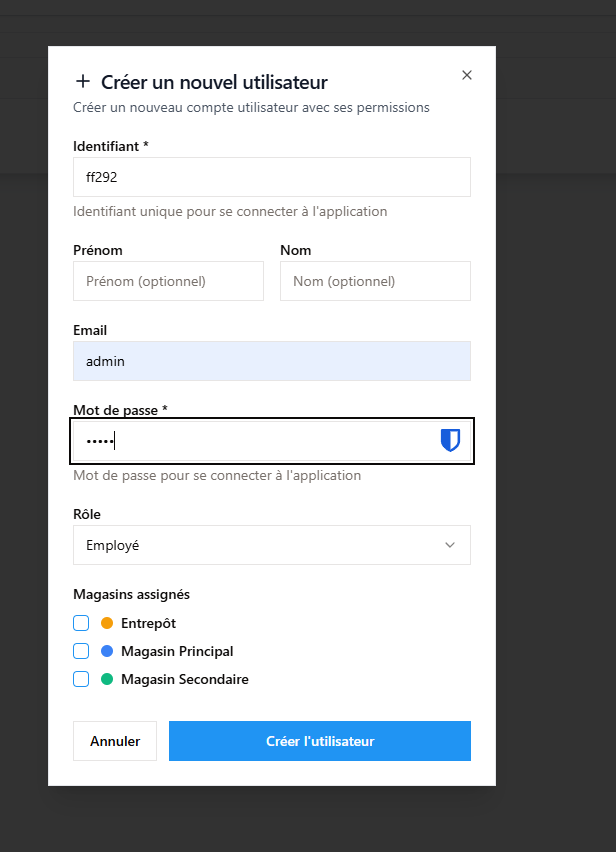 Créer un nouvel utilisateur
Créer un nouveau compte utilisateur avec ses permissions
Identifiant *
ff292
Identifiant unique pour se connecter à l'application
Prénom Nom
Prénom (optionnel) Nom (optionnel)
Email
admin
Mot de passe *
•••••
Mot de passe pour se connecter à l'application
Rôle
Employé
Magasins assignés
Entrepôt
Magasin Principal
Magasin Secondaire
Annuler Créer l'utilisateur